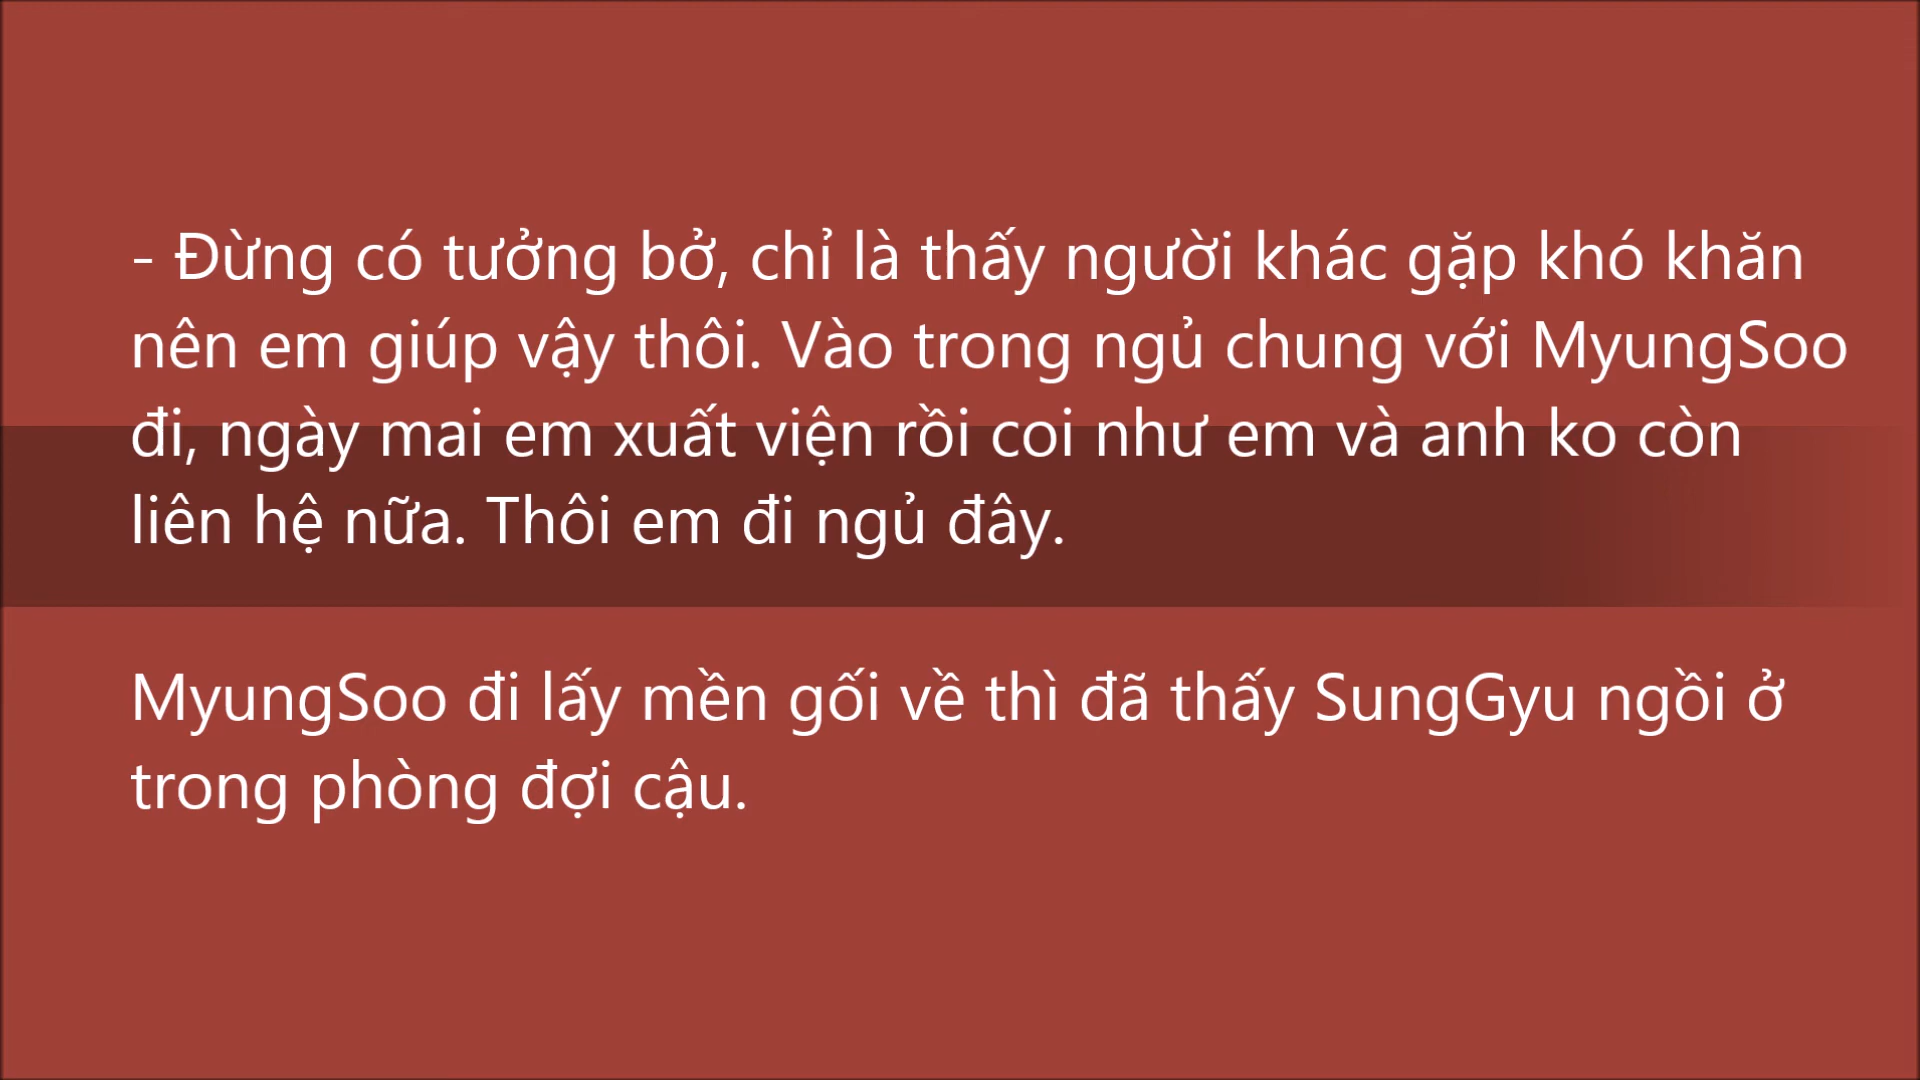 - Đừng có tưởng bở, chỉ là thấy người khác gặp khó khăn
nên em giúp vậy thôi. Vào trong ngủ chung với MyungSoo
đi, ngày mai em xuất viện rồi coi như em và anh ko còn
liên hệ nữa. Thôi em đi ngủ đây.
MyungSoo đi lấy mền gối về thì đã thấy SungGyu ngồi ở
trong phòng đợi cậu.